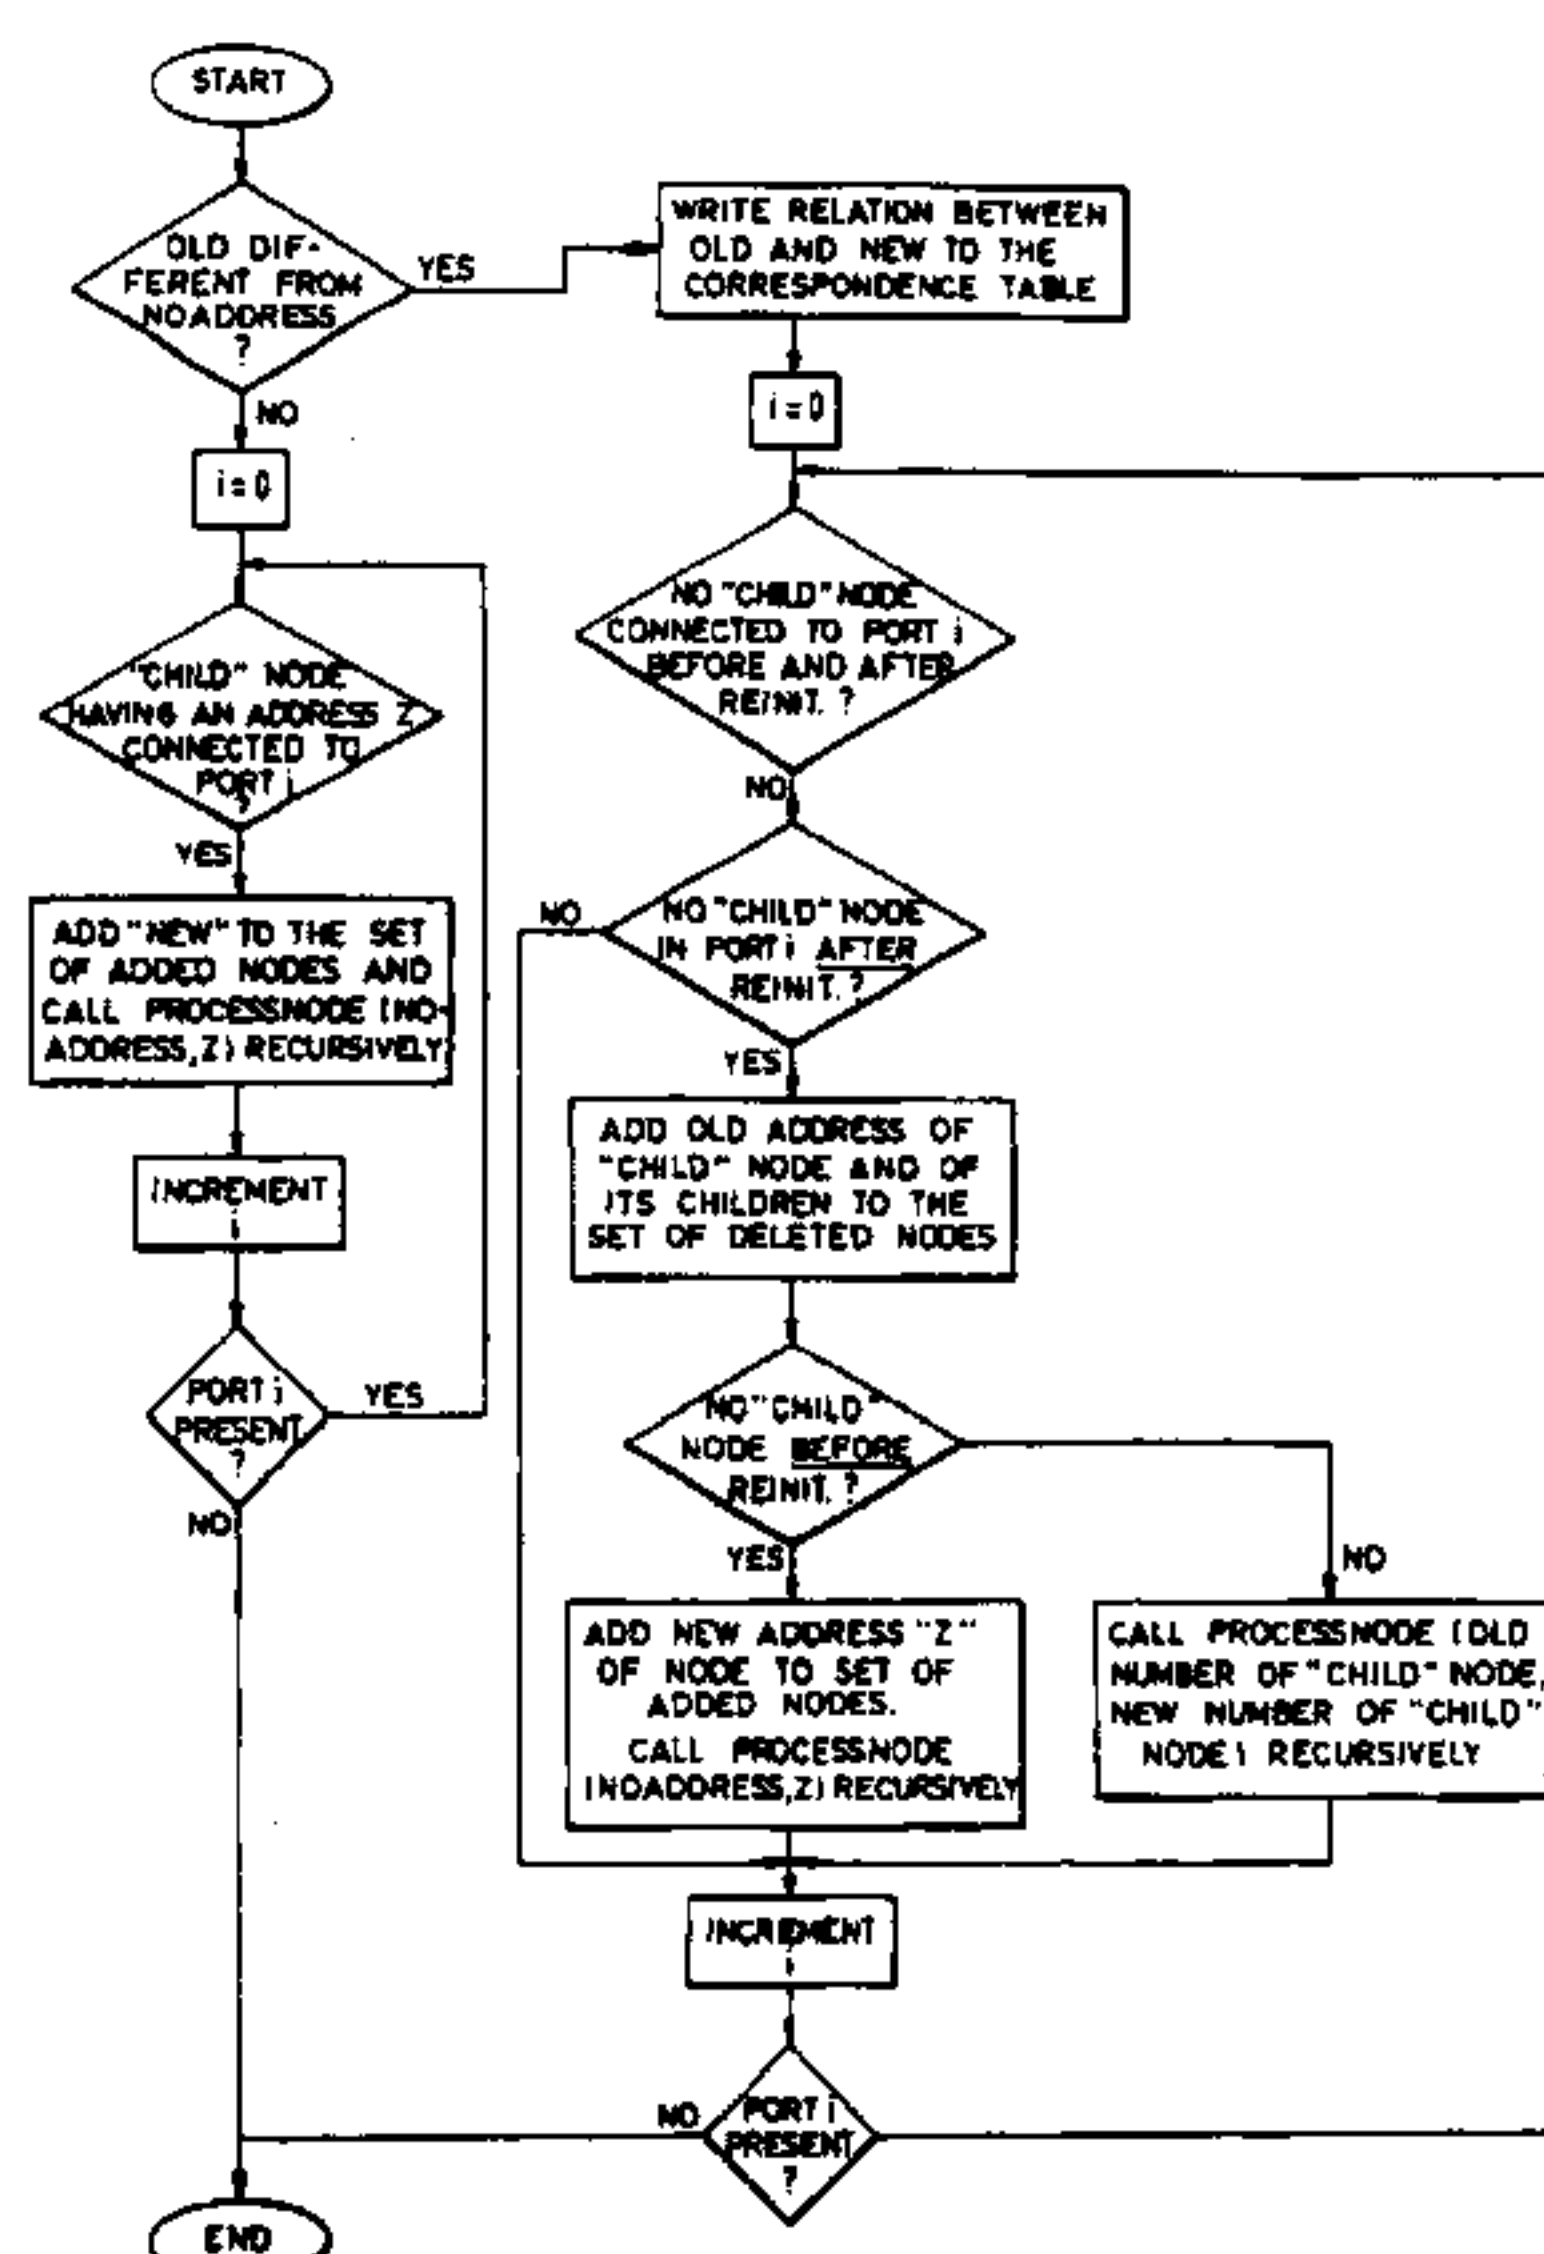 START
OLD DIF-
FERENT FROM
NOADDRESS
?
YES
NO
i=0
"CHILD" NODE
HAVING AN ADDRESS Z
CONNECTED TO
PORT i
?
YES
ADD "NEW" TO THE SET
OF ADDED NODES AND
CALL PROCESSNODE (NO-
ADDRESS,Z) RECURSIVELY
INCREMENT
i
PORT i
PRESENT
?
YES
NO
END
WRITE RELATION BETWEEN
OLD AND NEW TO THE
CORRESPONDENCE TABLE
i=0
NO "CHILD" NODE
CONNECTED TO PORT i
BEFORE AND AFTER
REINIT. ?
NO
NO "CHILD" NODE
IN PORT i AFTER
REINIT. ?
NO
YES
ADD OLD ADDRESS OF
"CHILD" NODE AND OF
ITS CHILDREN TO THE
SET OF DELETED NODES
NO "CHILD"
NODE BEFORE
REINIT. ?
YES
NO
ADD NEW ADDRESS "Z"
OF NODE TO SET OF
ADDED NODES.
CALL PROCESSNODE
(NOADDRESS,Z) RECURSIVELY
CALL PROCESSNODE (OLD
NUMBER OF "CHILD" NODE,
NEW NUMBER OF "CHILD"
NODE) RECURSIVELY
INCREMENT
i
PORT i
PRESENT
?
NO